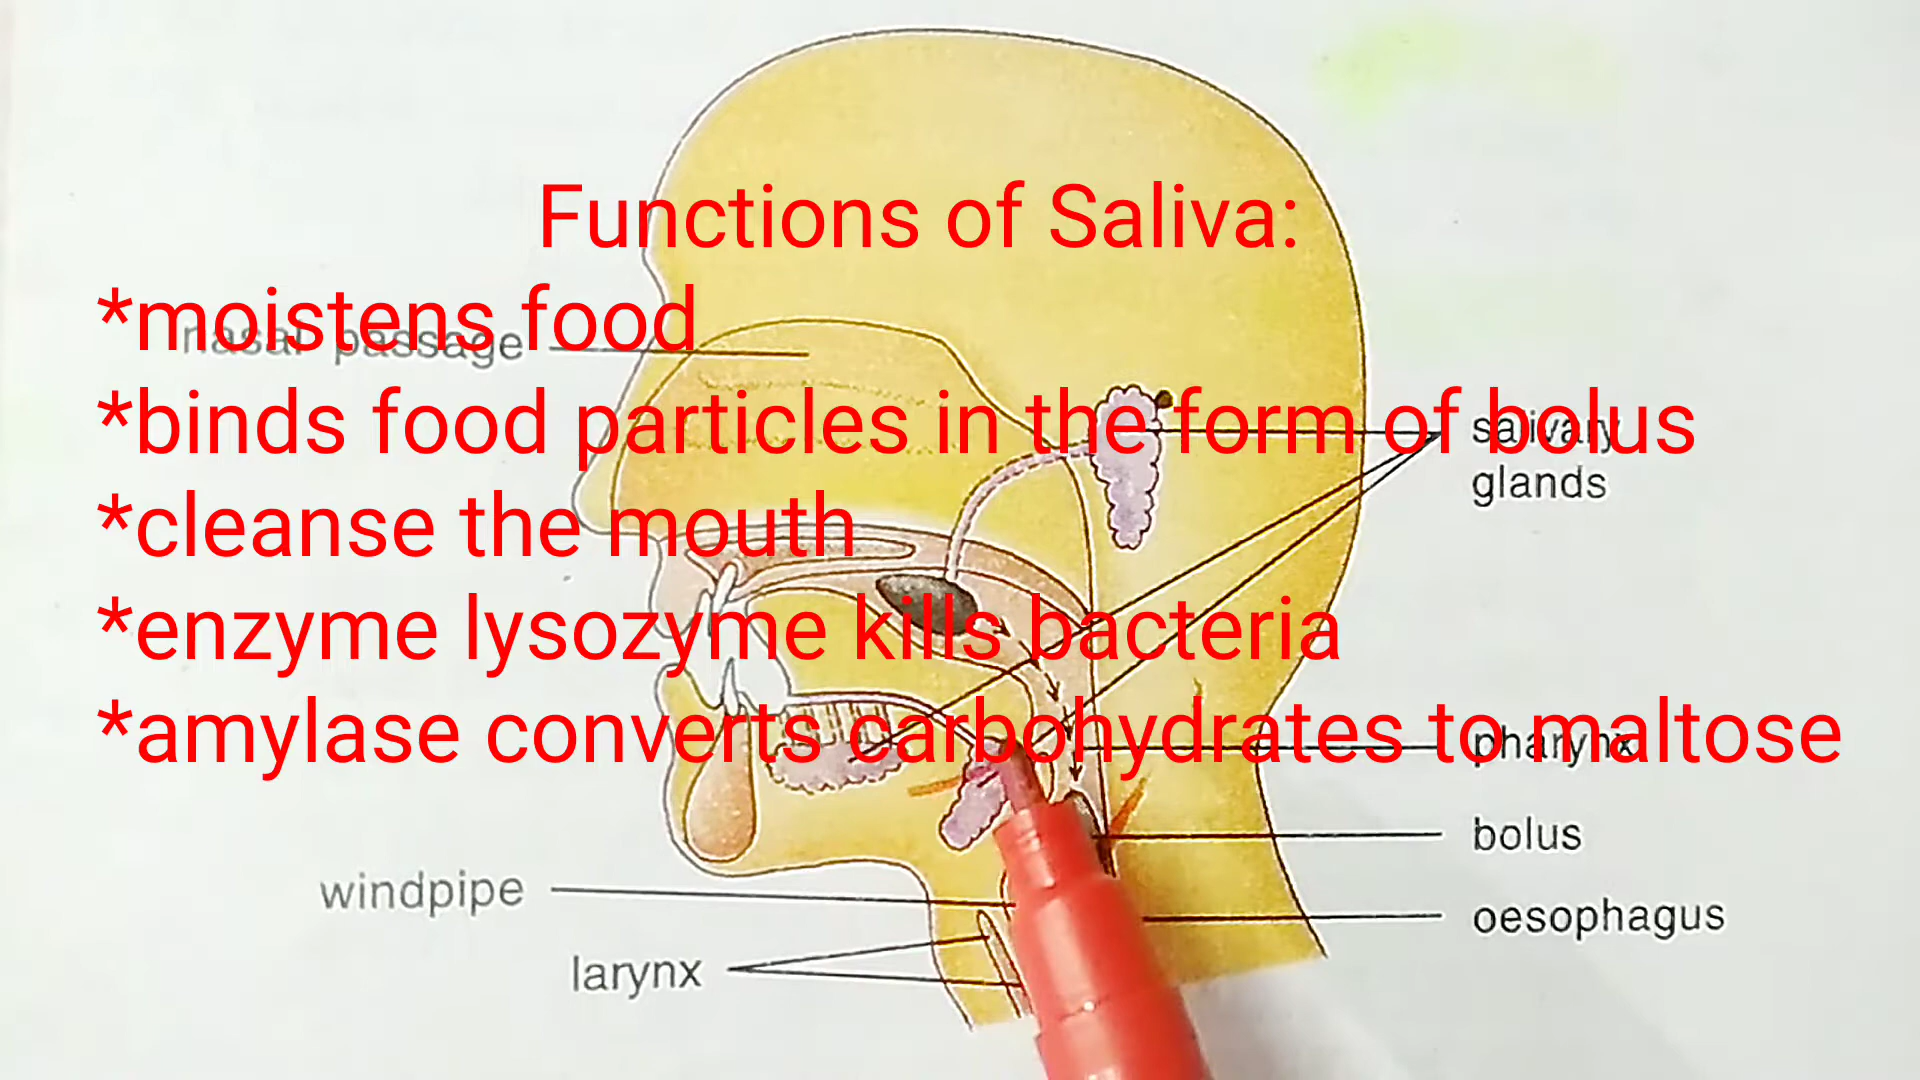 Functions of Saliva:
*moistens food
nasal passage
*binds food particles in the form of bolus
salivary
glands
*cleanse the mouth
*enzyme lysozyme kills bacteria
*amylase converts carbohydrates to maltose
pharynx
bolus
windpipe
oesophagus
larynx